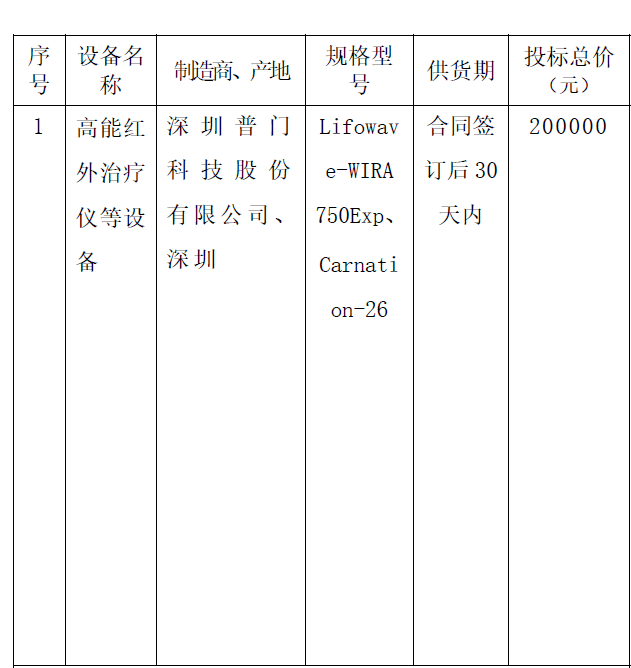 序号 设备名称 制造商、产地 规格型号 供货期 投标总价（元）
1 高能红外治疗仪等设备 深圳普门科技股份有限公司、深圳 Lifowave-WIRA 750Exp、Carnation-26 合同签订后30天内 200000